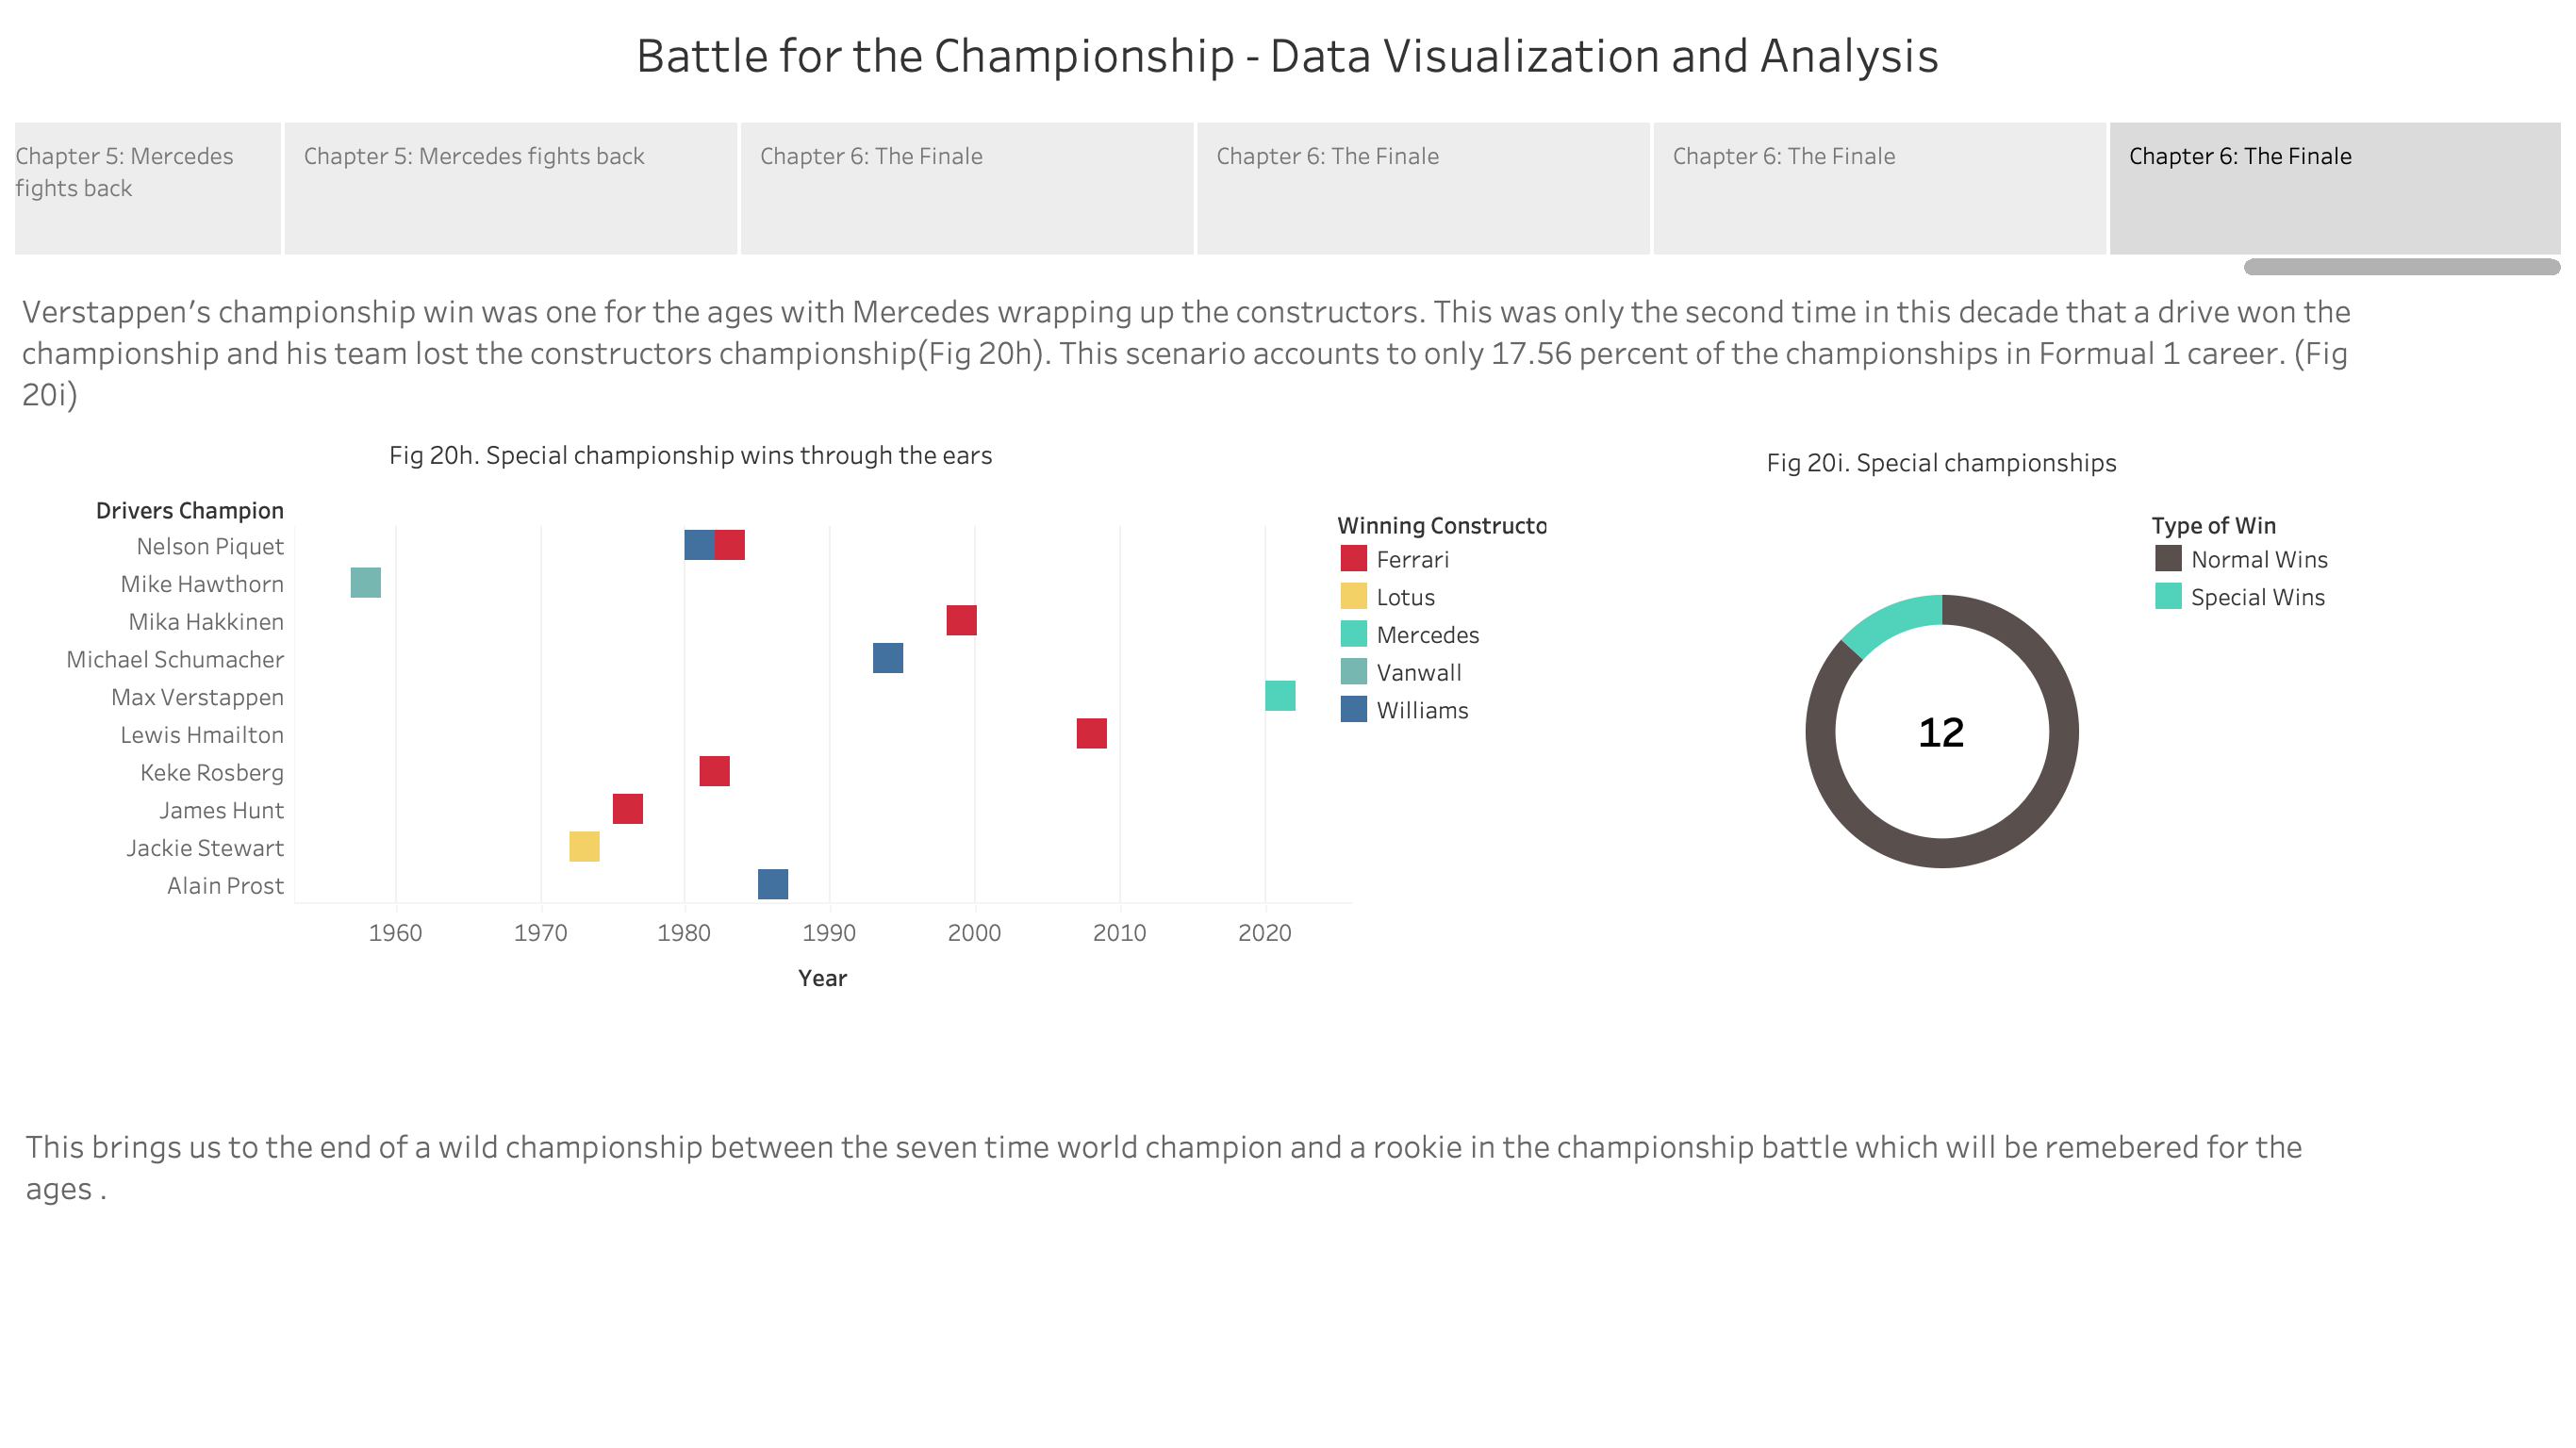 Battle for the Championship - Data Visualization and Analysis
Chapter 5: Mercedes
fights back
Chapter 5: Mercedes fights back
Chapter 6: The Finale
Chapter 6: The Finale
Chapter 6: The Finale
Chapter 6: The Finale
Verstappen’s championship win was one for the ages with Mercedes wrapping up the constructors. This was only the second time in this decade that a drive won the
championship and his team lost the constructors championship(Fig 20h). This scenario accounts to only 17.56 percent of the championships in Formual 1 career. (Fig
20i)
Fig 20h. Special championship wins through the ears
Drivers Champion
Nelson Piquet
Mike Hawthorn
Mika Hakkinen
Michael Schumacher
Max Verstappen
Lewis Hmailton
Keke Rosberg
James Hunt
Jackie Stewart
Alain Prost
1960
1970
1980
1990
2000
2010
2020
Year
Winning Constructo
Ferrari
Lotus
Mercedes
Vanwall
Williams
Fig 20i. Special championships
12
Type of Win
Normal Wins
Special Wins
This brings us to the end of a wild championship between the seven time world champion and a rookie in the championship battle which will be remebered for the
ages .